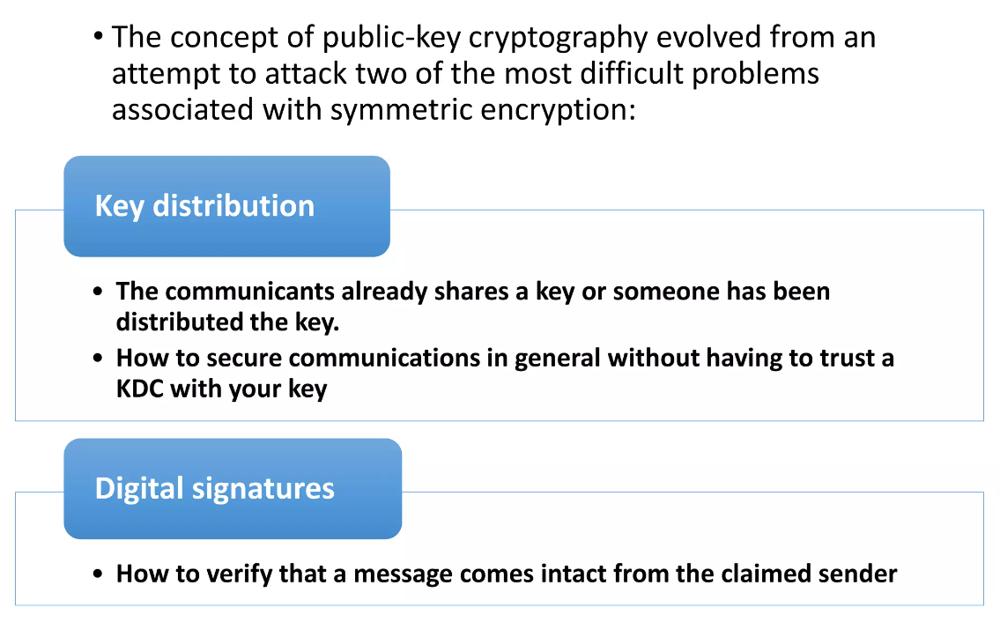 • The concept of public-key cryptography evolved from an
attempt to attack two of the most difficult problems
associated with symmetric encryption:
Key distribution
• The communicants already shares a key or someone has been
distributed the key.
• How to secure communications in general without having to trust a
KDC with your key
Digital signatures
• How to verify that a message comes intact from the claimed sender